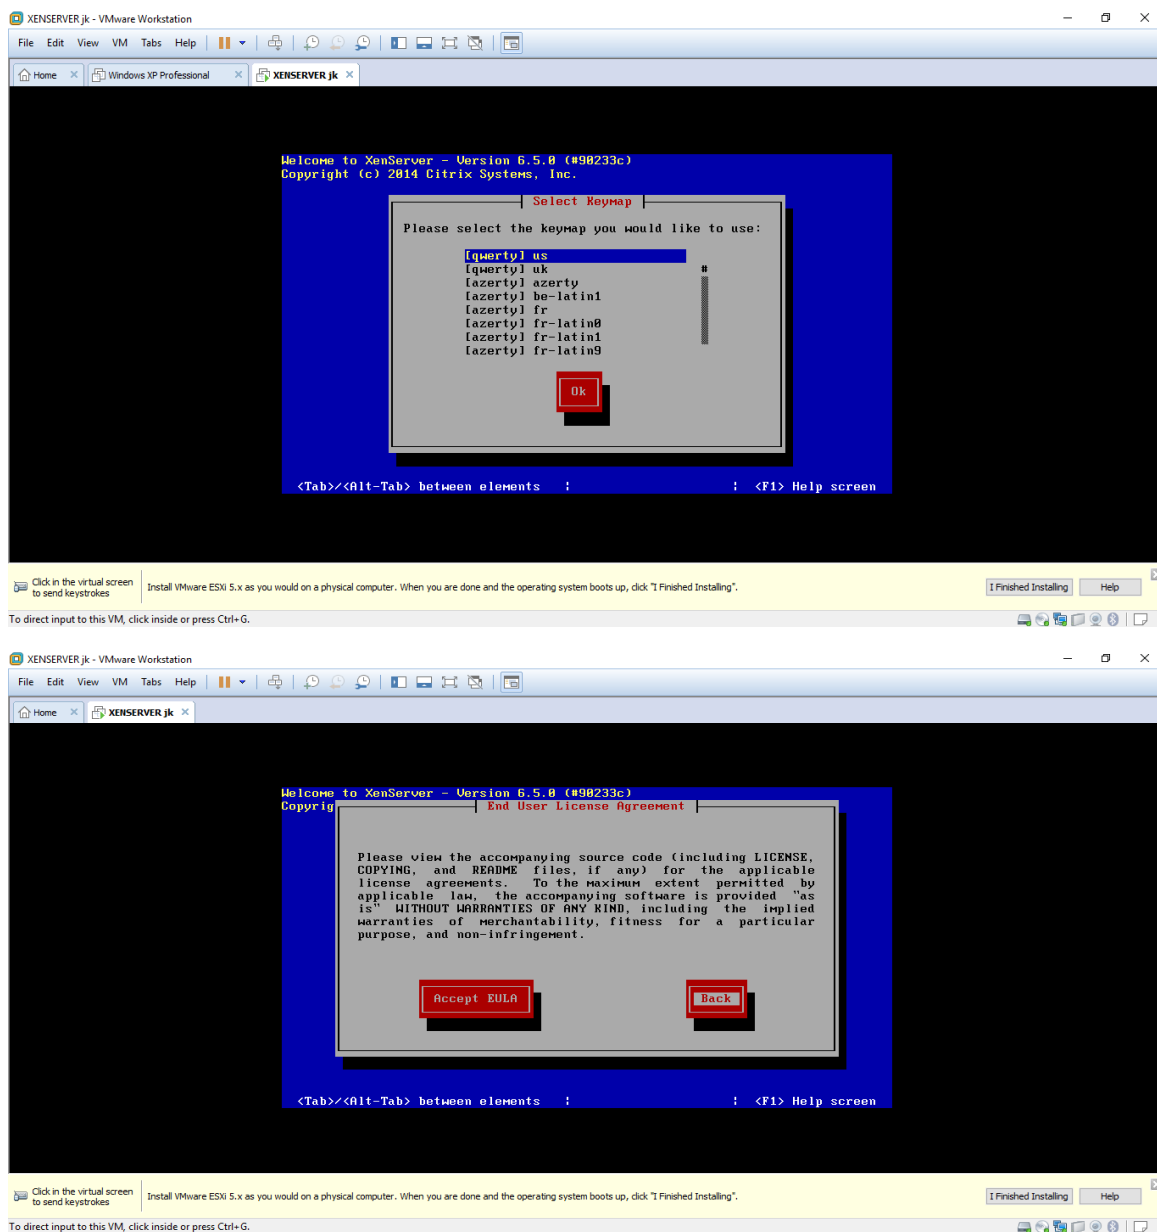 XENSERVER jk - VMware Workstation
File Edit View VM Tabs Help
Home Windows XP Professional XENSERVER jk
Welcome to XenServer - Version 6.5.0 (#90233c)
Copyright (c) 2014 Citrix Systems, Inc.
Select Keymap
Please select the keymap you would like to use:
[qwerty] us
[qwerty] uk #
[azerty] azerty
[azerty] be-latin1
[azerty] fr
[azerty] fr-latin0
[azerty] fr-latin1
[azerty] fr-latin9
Ok
<Tab>/<Alt-Tab> between elements ¦ ¦ <F1> Help screen
Click in the virtual screen
to send keystrokes
Install VMware ESXi 5.x as you would on a physical computer. When you are done and the operating system boots up, click "I Finished Installing".
I Finished Installing Help
To direct input to this VM, click inside or press Ctrl+G.
XENSERVER jk - VMware Workstation
File Edit View VM Tabs Help
Home XENSERVER jk
Welcome to XenServer - Version 6.5.0 (#90233c)
Copyrig
End User License Agreement
Please view the accompanying source code (including LICENSE,
COPYING, and README files, if any) for the applicable
license agreements. To the maximum extent permitted by
applicable law, the accompanying software is provided "as
is" WITHOUT WARRANTIES OF ANY KIND, including the implied
warranties of merchantability, fitness for a particular
purpose, and non-infringement.
Accept EULA Back
<Tab>/<Alt-Tab> between elements ¦ ¦ <F1> Help screen
Click in the virtual screen
to send keystrokes
Install VMware ESXi 5.x as you would on a physical computer. When you are done and the operating system boots up, click "I Finished Installing".
I Finished Installing Help
To direct input to this VM, click inside or press Ctrl+G.